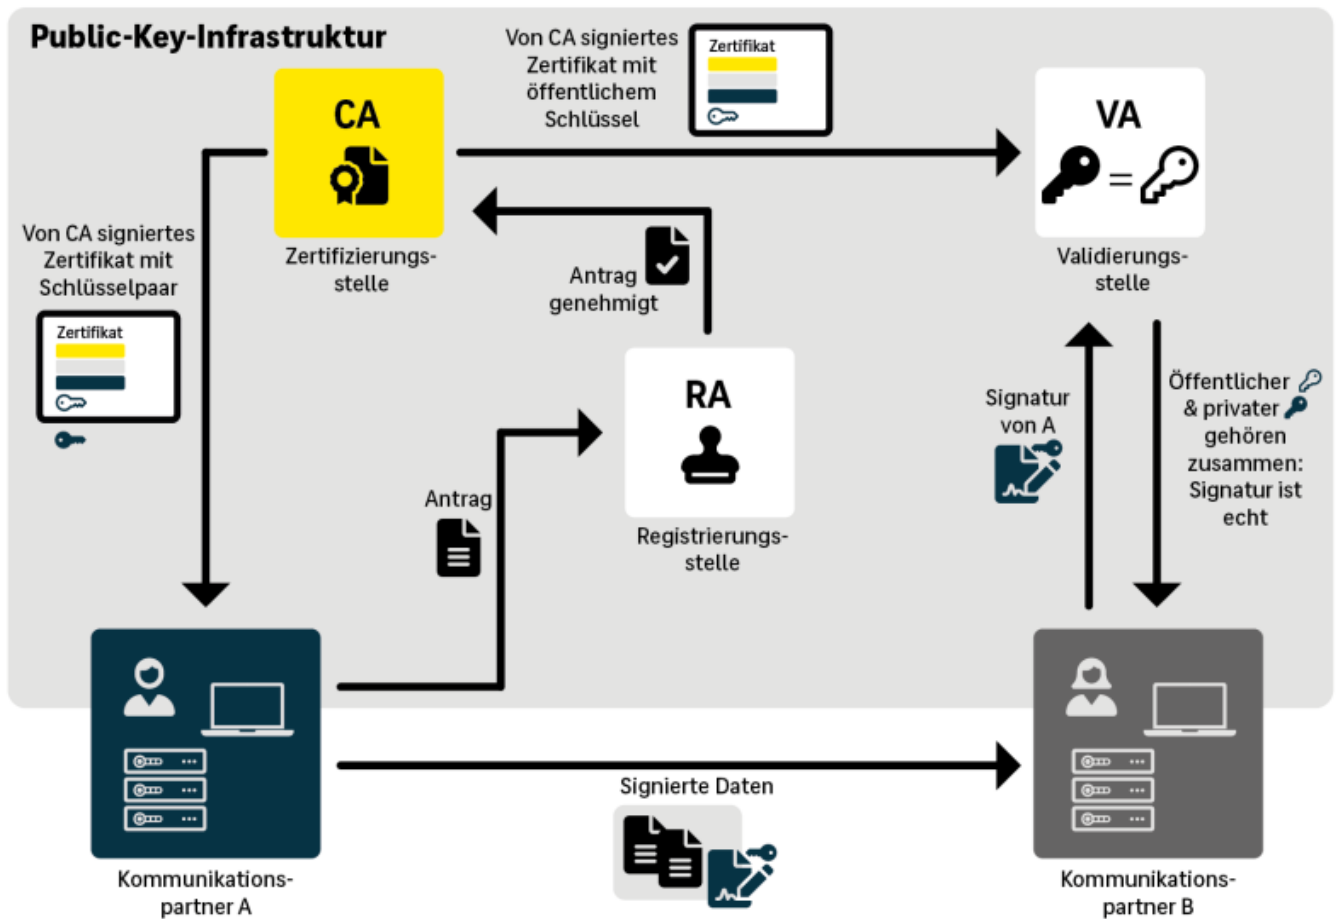 Public-Key-Infrastruktur
Von CA signiertes
Zertifikat mit
öffentlichem
Schlüssel
Zertifikat
CA
Zertifizierungs-
stelle
VA
=
Validierungs-
stelle
Von CA signiertes
Zertifikat mit
Schlüsselpaar
Zertifikat
Antrag
genehmigt
RA
Registrierungs-
stelle
Antrag
Signatur
von A
Öffentlicher
& privater
gehören
zusammen:
Signatur ist
echt
Signierte Daten
Kommunikations-
partner A
Kommunikations-
partner B